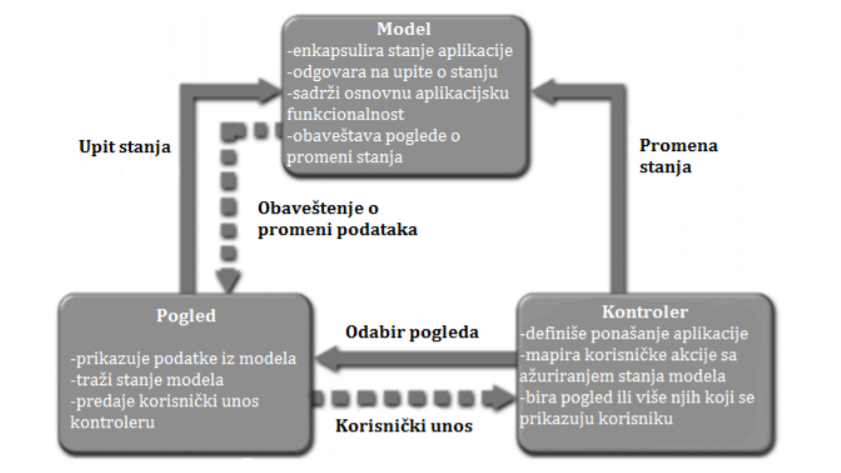 Model
-enkapsulira stanje aplikacije
-odgovara na upite o stanju
-sadrži osnovnu aplikacijsku
funkcionalnost
-obaveštava poglede o
promeni stanja
Upit stanja
Promena
stanja
Obaveštenje o
promeni podataka
Pogled
-prikazuje podatke iz modela
-traži stanje modela
-predaje korisnički unos
kontroleru
Odabir pogleda
Korisnički unos
Kontroler
-definiše ponašanje aplikacije
-mapira korisničke akcije sa
ažuriranjem stanja modela
-bira pogled ili više njih koji se
prikazuju korisniku